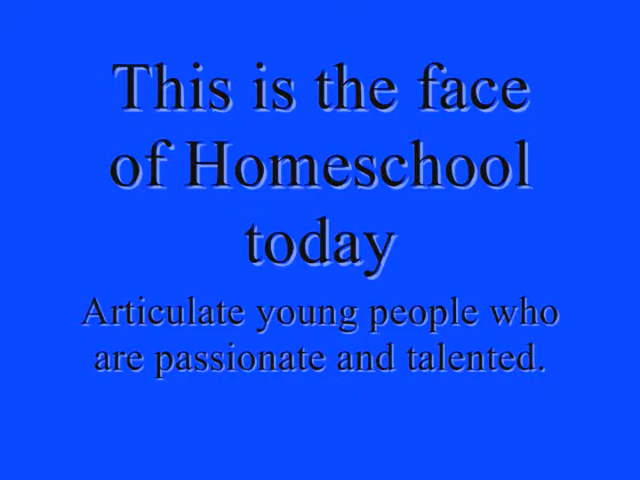 This is the face
of Homeschool
today
Articulate young people who
are passionate and talented.